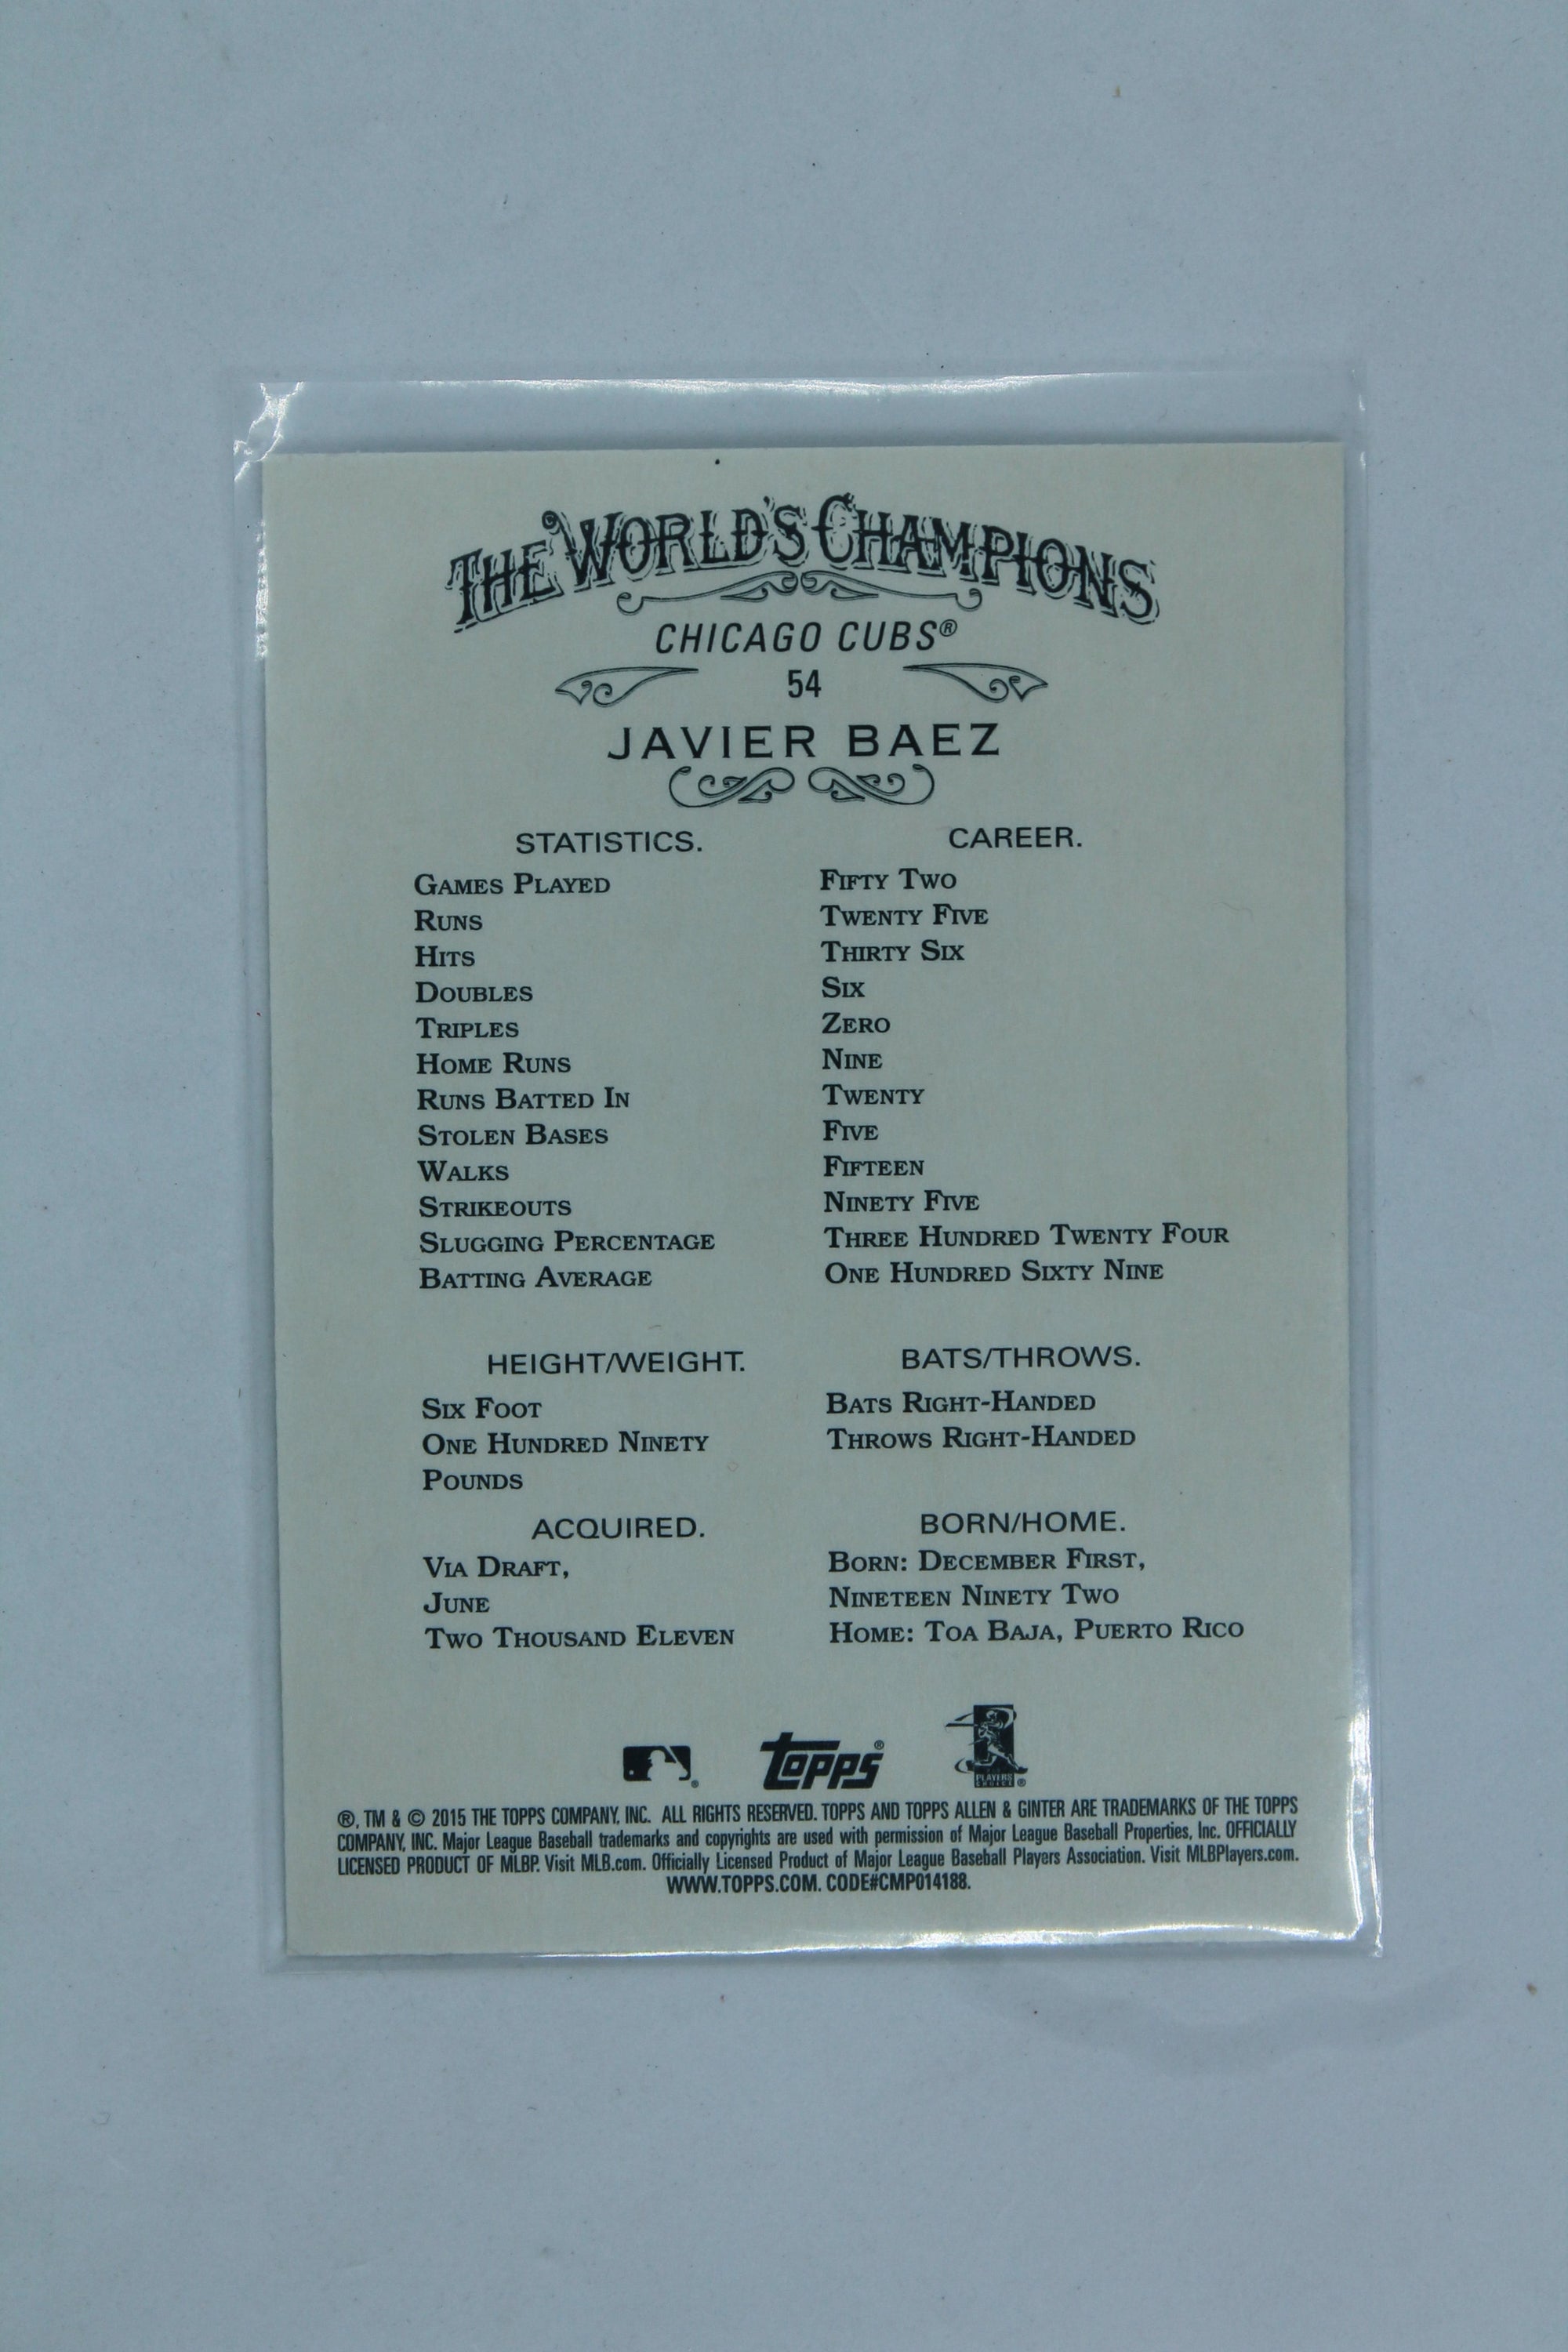 THE WORLD'S CHAMPIONS
CHICAGO CUBS®
54
JAVIER BAEZ
STATISTICS. CAREER.
GAMES PLAYED FIFTY TWO
RUNS TWENTY FIVE
HITS THIRTY SIX
DOUBLES SIX
TRIPLES ZERO
HOME RUNS NINE
RUNS BATTED IN TWENTY
STOLEN BASES FIVE
WALKS FIFTEEN
STRIKEOUTS NINETY FIVE
SLUGGING PERCENTAGE THREE HUNDRED TWENTY FOUR
BATTING AVERAGE ONE HUNDRED SIXTY NINE
HEIGHT/WEIGHT.
SIX FOOT
ONE HUNDRED NINETY
POUNDS
BATS/THROWS.
BATS RIGHT-HANDED
THROWS RIGHT-HANDED
ACQUIRED.
VIA DRAFT,
JUNE
TWO THOUSAND ELEVEN
BORN/HOME.
BORN: DECEMBER FIRST,
NINETEEN NINETY TWO
HOME: TOA BAJA, PUERTO RICO
TOPPS®
PLAYERS
CHOICE®
®, TM & © 2015 THE TOPPS COMPANY, INC. ALL RIGHTS RESERVED. TOPPS AND TOPPS ALLEN & GINTER ARE TRADEMARKS OF THE TOPPS
COMPANY, INC. Major League Baseball trademarks and copyrights are used with permission of Major League Baseball Properties, Inc. OFFICIALLY
LICENSED PRODUCT OF MLBP. Visit MLB.com. Officially Licensed Product of Major League Baseball Players Association. Visit MLBPlayers.com.
WWW.TOPPS.COM. CODE#CMP014188.